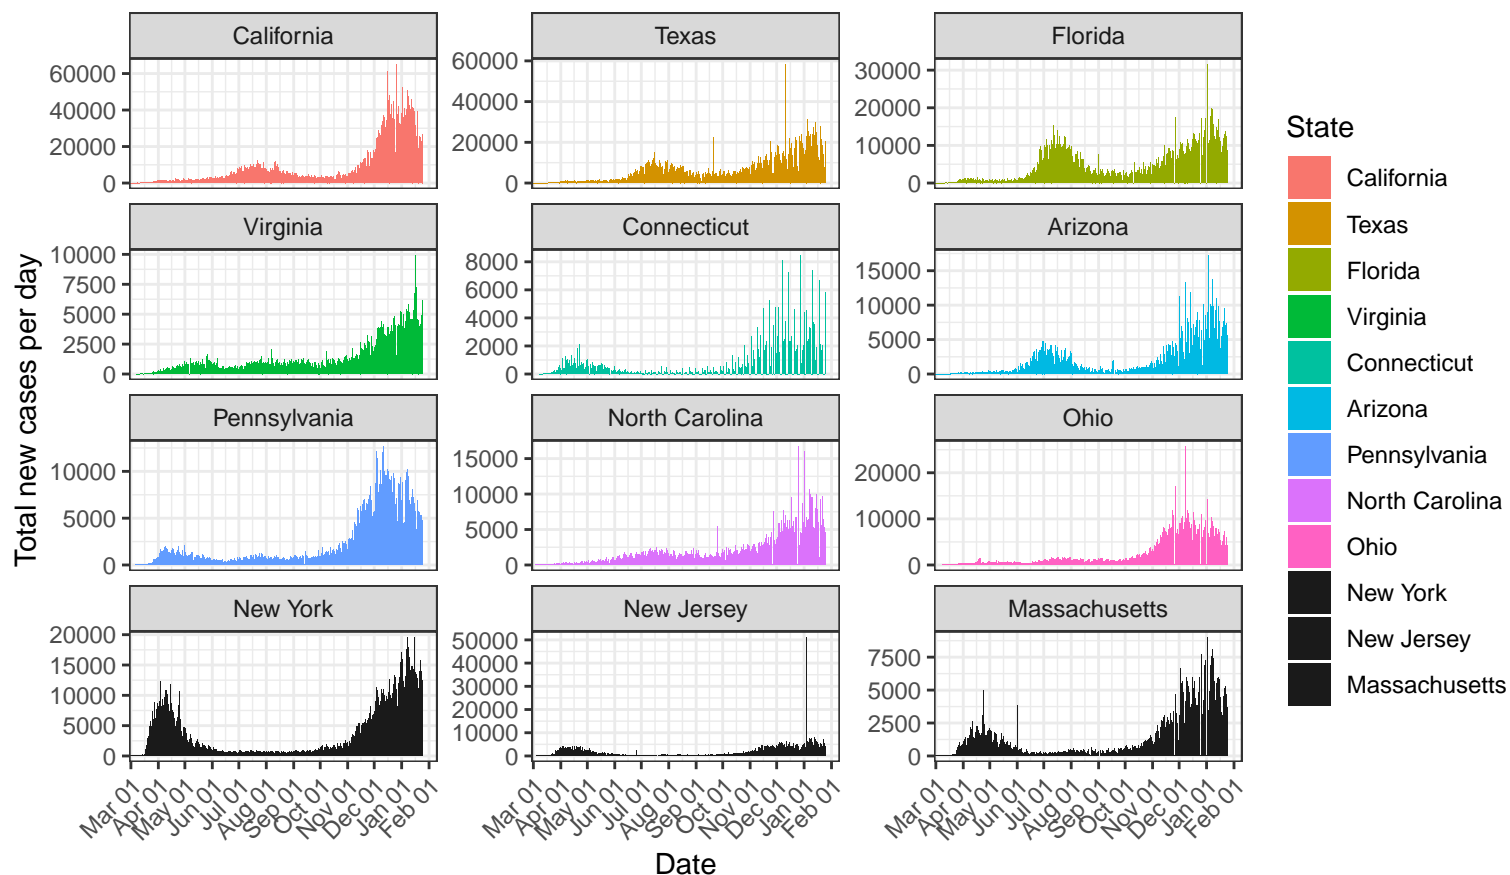 California
Texas
Florida
60000
40000
20000
0
60000
40000
20000
0
30000
20000
10000
0
Virginia
Connecticut
Arizona
10000
7500
5000
2500
0
8000
6000
4000
2000
0
15000
10000
5000
0
Pennsylvania
North Carolina
Ohio
10000
5000
0
15000
10000
5000
0
20000
10000
0
New York
New Jersey
Massachusetts
20000
15000
10000
5000
0
50000
40000
30000
20000
10000
0
7500
5000
2500
0
Mar 01
Apr 01
May 01
Jun 01
Jul 01
Aug 01
Sep 01
Oct 01
Nov 01
Dec 01
Jan 01
Feb 01
Mar 01
Apr 01
May 01
Jun 01
Jul 01
Aug 01
Sep 01
Oct 01
Nov 01
Dec 01
Jan 01
Feb 01
Mar 01
Apr 01
May 01
Jun 01
Jul 01
Aug 01
Sep 01
Oct 01
Nov 01
Dec 01
Jan 01
Feb 01
Date
Total new cases per day
State
California
Texas
Florida
Virginia
Connecticut
Arizona
Pennsylvania
North Carolina
Ohio
New York
New Jersey
Massachusetts